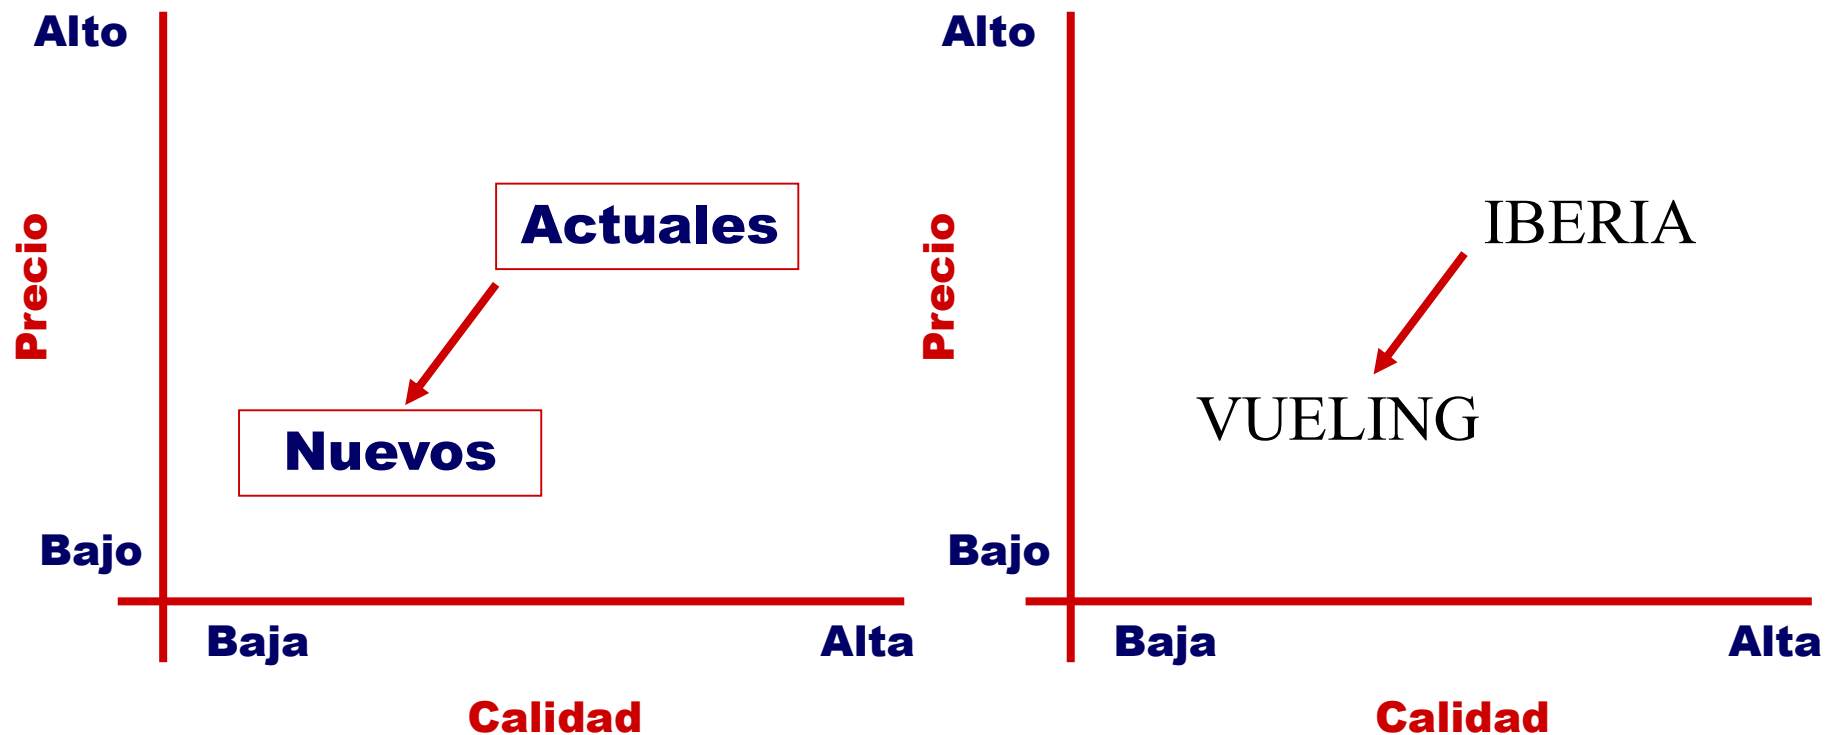 Alto
Precio
Actuales
Nuevos
Bajo
Baja
Alta
Calidad
Alto
Precio
IBERIA
VUELING
Bajo
Baja
Alta
Calidad